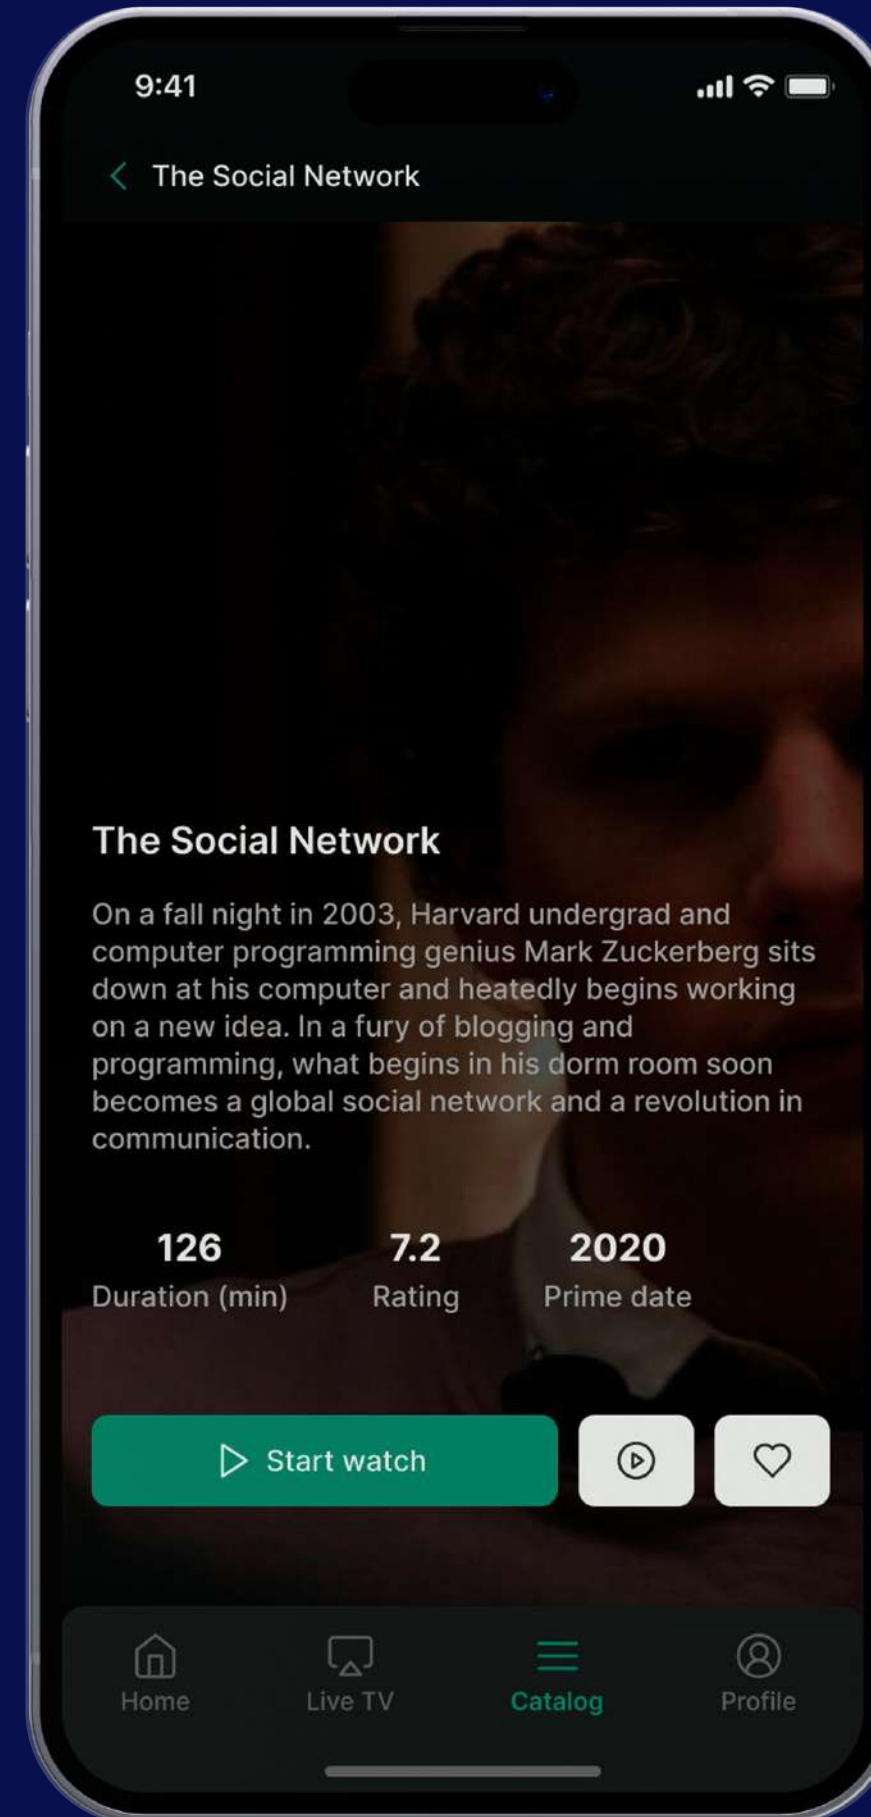 9:41
The Social Network
The Social Network
On a fall night in 2003, Harvard undergrad and
computer programming genius Mark Zuckerberg sits
down at his computer and heatedly begins working
on a new idea. In a fury of blogging and
programming, what begins in his dorm room soon
becomes a global social network and a revolution in
communication.
126 7.2 2020
Duration (min) Rating Prime date
Start watch
Home Live TV Catalog Profile